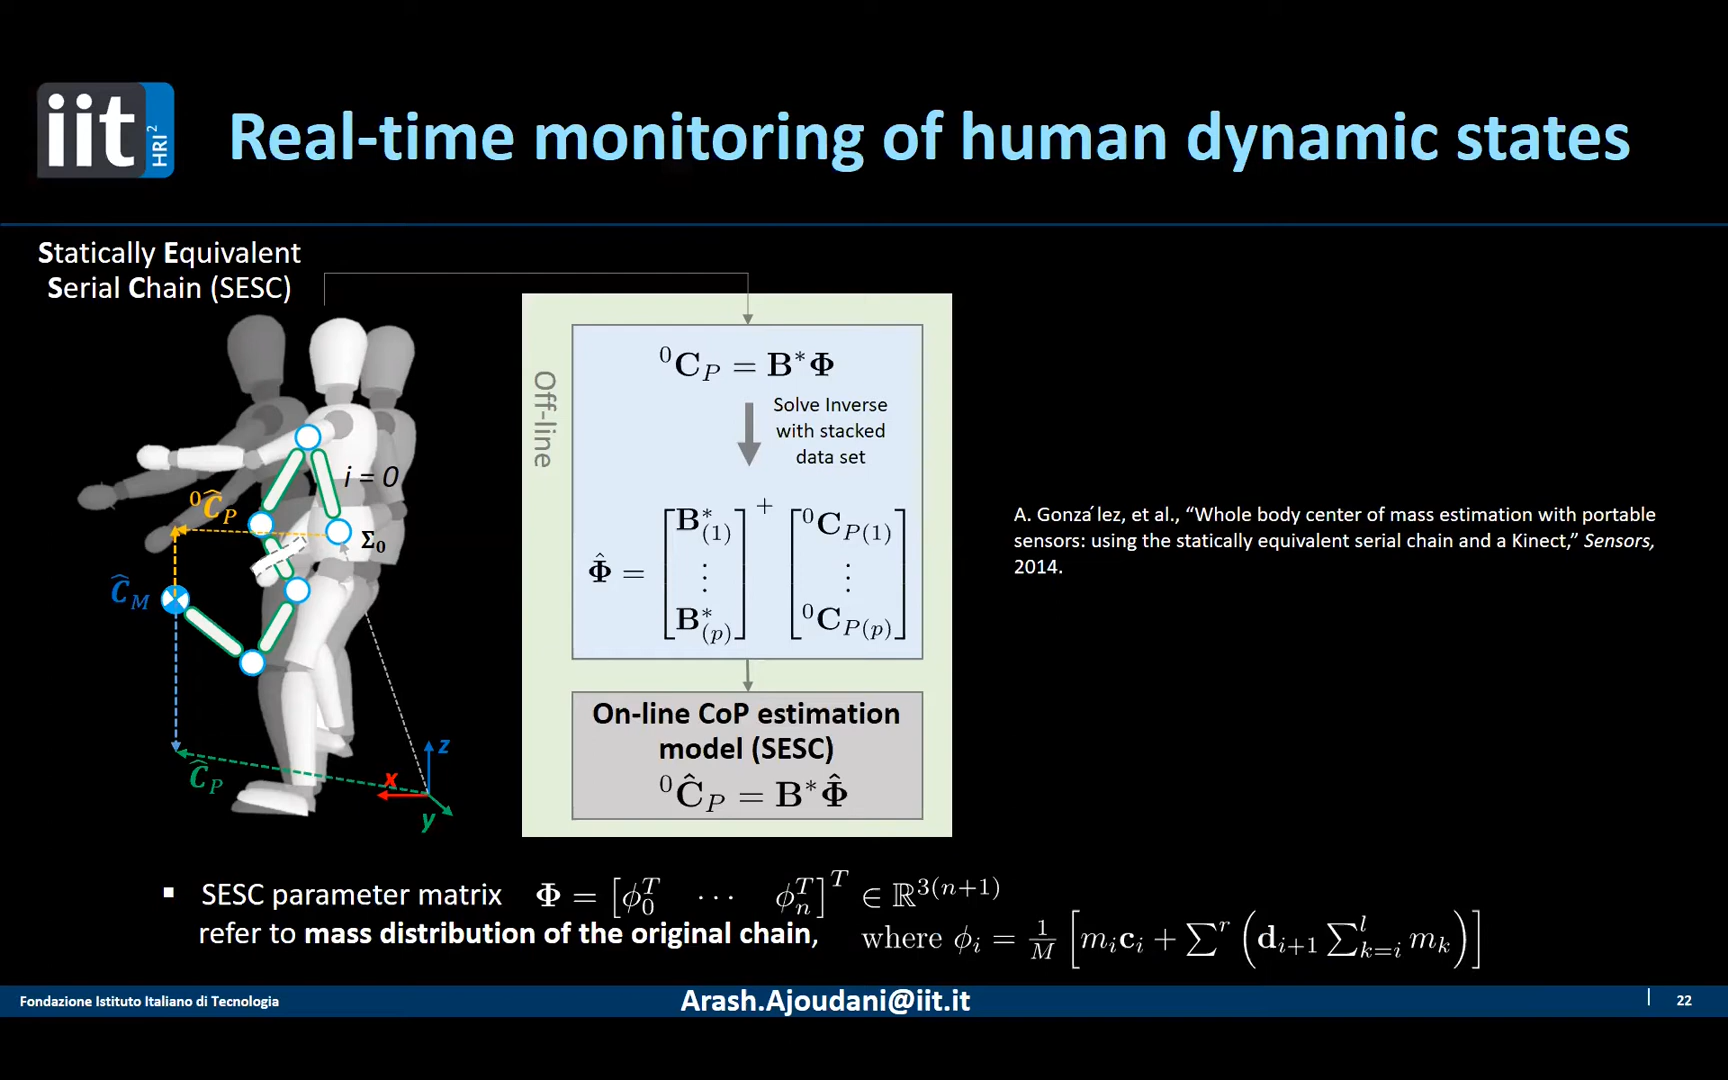 iit
HRI²
Real-time monitoring of human dynamic states
Statically Equivalent
Serial Chain (SESC)
i = 0
⁰Ĉ_P
Σ₀
Ĉ_M
Ĉ_P
x
z
y
Off-line
⁰C_P = B*Φ
Solve Inverse
with stacked
data set
Φ̂ = [B*₍₁₎ ⋮ B*₍p₎]⁺ [⁰C_P(1) ⋮ ⁰C_P(p)]
On-line CoP estimation
model (SESC)
⁰Ĉ_P = B*Φ̂
A. Gonza´lez, et al., “Whole body center of mass estimation with portable
sensors: using the statically equivalent serial chain and a Kinect,” Sensors,
2014.
▪ SESC parameter matrix Φ = [φ₀ᵀ ⋯ φₙᵀ]ᵀ ∈ ℝ³⁽ⁿ⁺¹⁾
refer to mass distribution of the original chain, where φᵢ = 1/M [mᵢcᵢ + Σʳ (dᵢ₊₁ Σˡₖ₌ᵢ mₖ)]
Fondazione Istituto Italiano di Tecnologia
Arash.Ajoudani@iit.it
| 22